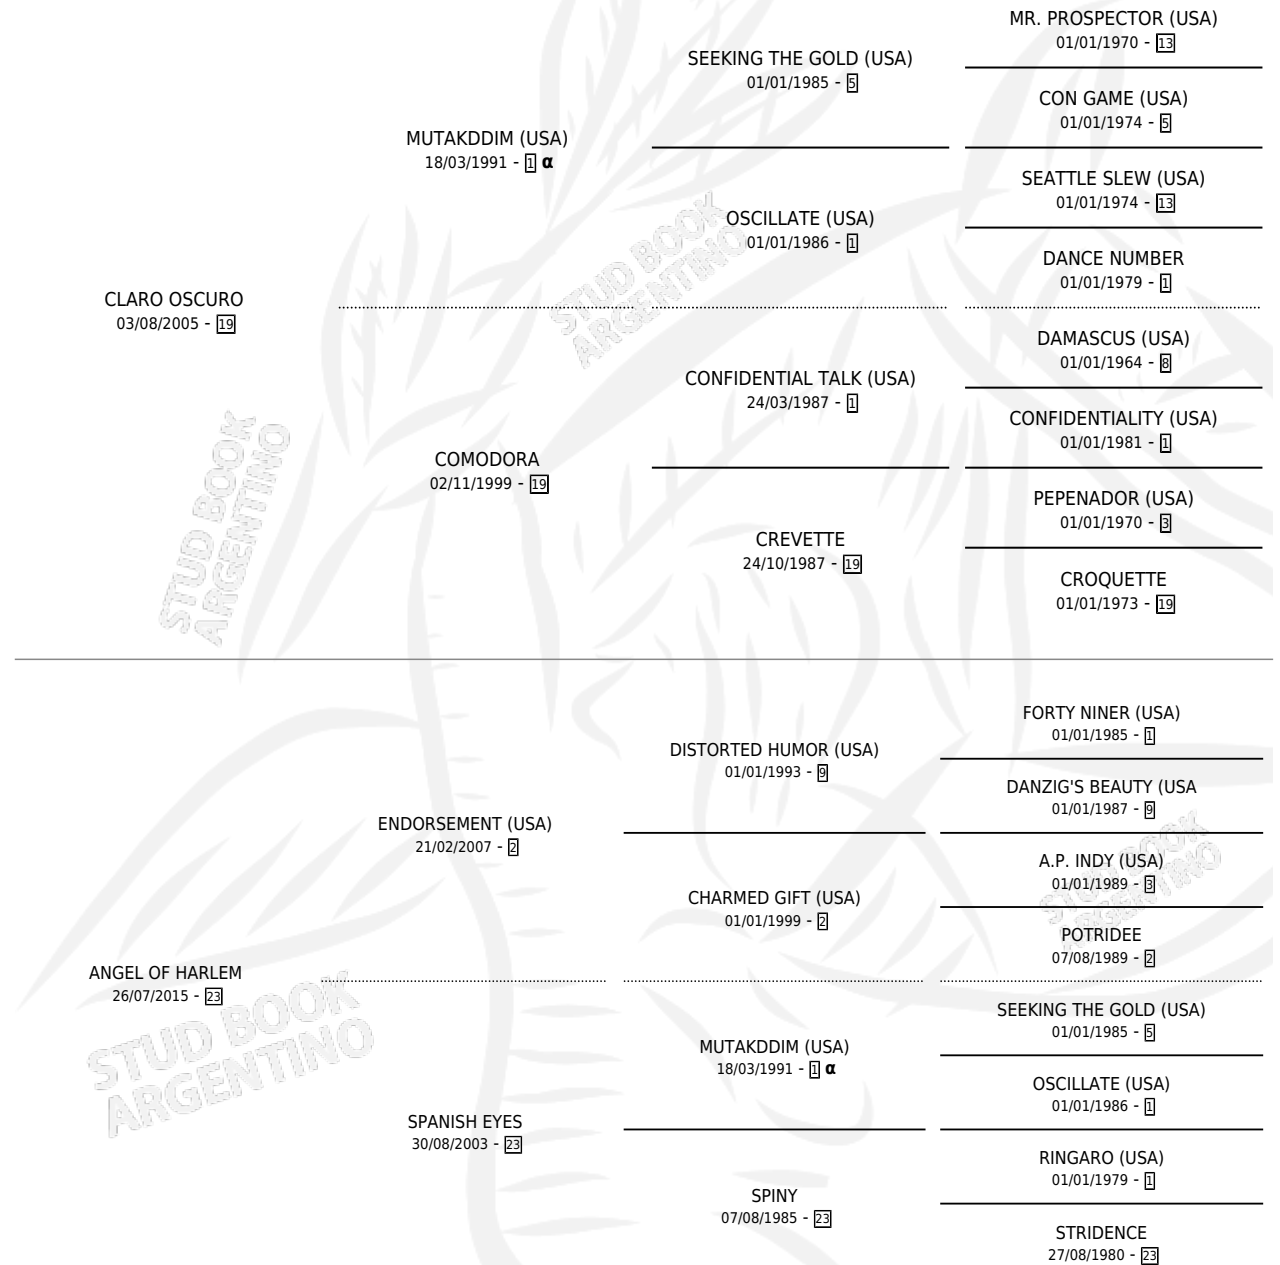 MR. PROSPECTOR (USA)
01/01/1970 - 13
SEEKING THE GOLD (USA)
01/01/1985 - 5
CON GAME (USA)
01/01/1974 - 5
MUTAKDDIM (USA)
18/03/1991 - 1 α
SEATTLE SLEW (USA)
01/01/1974 - 13
OSCILLATE (USA)
01/01/1986 - 1
DANCE NUMBER
01/01/1979 - 1
CLARO OSCURO
03/08/2005 - 19
DAMASCUS (USA)
01/01/1964 - 8
CONFIDENTIAL TALK (USA)
24/03/1987 - 1
CONFIDENTIALITY (USA)
01/01/1981 - 1
COMODORA
02/11/1999 - 19
PEPENADOR (USA)
01/01/1970 - 3
CREVETTE
24/10/1987 - 19
CROQUETTE
01/01/1973 - 19
FORTY NINER (USA)
01/01/1985 - 1
DISTORTED HUMOR (USA)
01/01/1993 - 9
DANZIG'S BEAUTY (USA
01/01/1987 - 9
ENDORSEMENT (USA)
21/02/2007 - 2
A.P. INDY (USA)
01/01/1989 - 3
CHARMED GIFT (USA)
01/01/1999 - 2
POTRIDEE
07/08/1989 - 2
ANGEL OF HARLEM
26/07/2015 - 23
SEEKING THE GOLD (USA)
01/01/1985 - 5
MUTAKDDIM (USA)
18/03/1991 - 1 α
OSCILLATE (USA)
01/01/1986 - 1
SPANISH EYES
30/08/2003 - 23
RINGARO (USA)
01/01/1979 - 1
SPINY
07/08/1985 - 23
STRIDENCE
27/08/1980 - 23
STUD BOOK
ARGENTINO
STUD BOOK
ARGENTINO
STUD BOOK
ARGENTINO
STUD BOOK
ARGENTINO